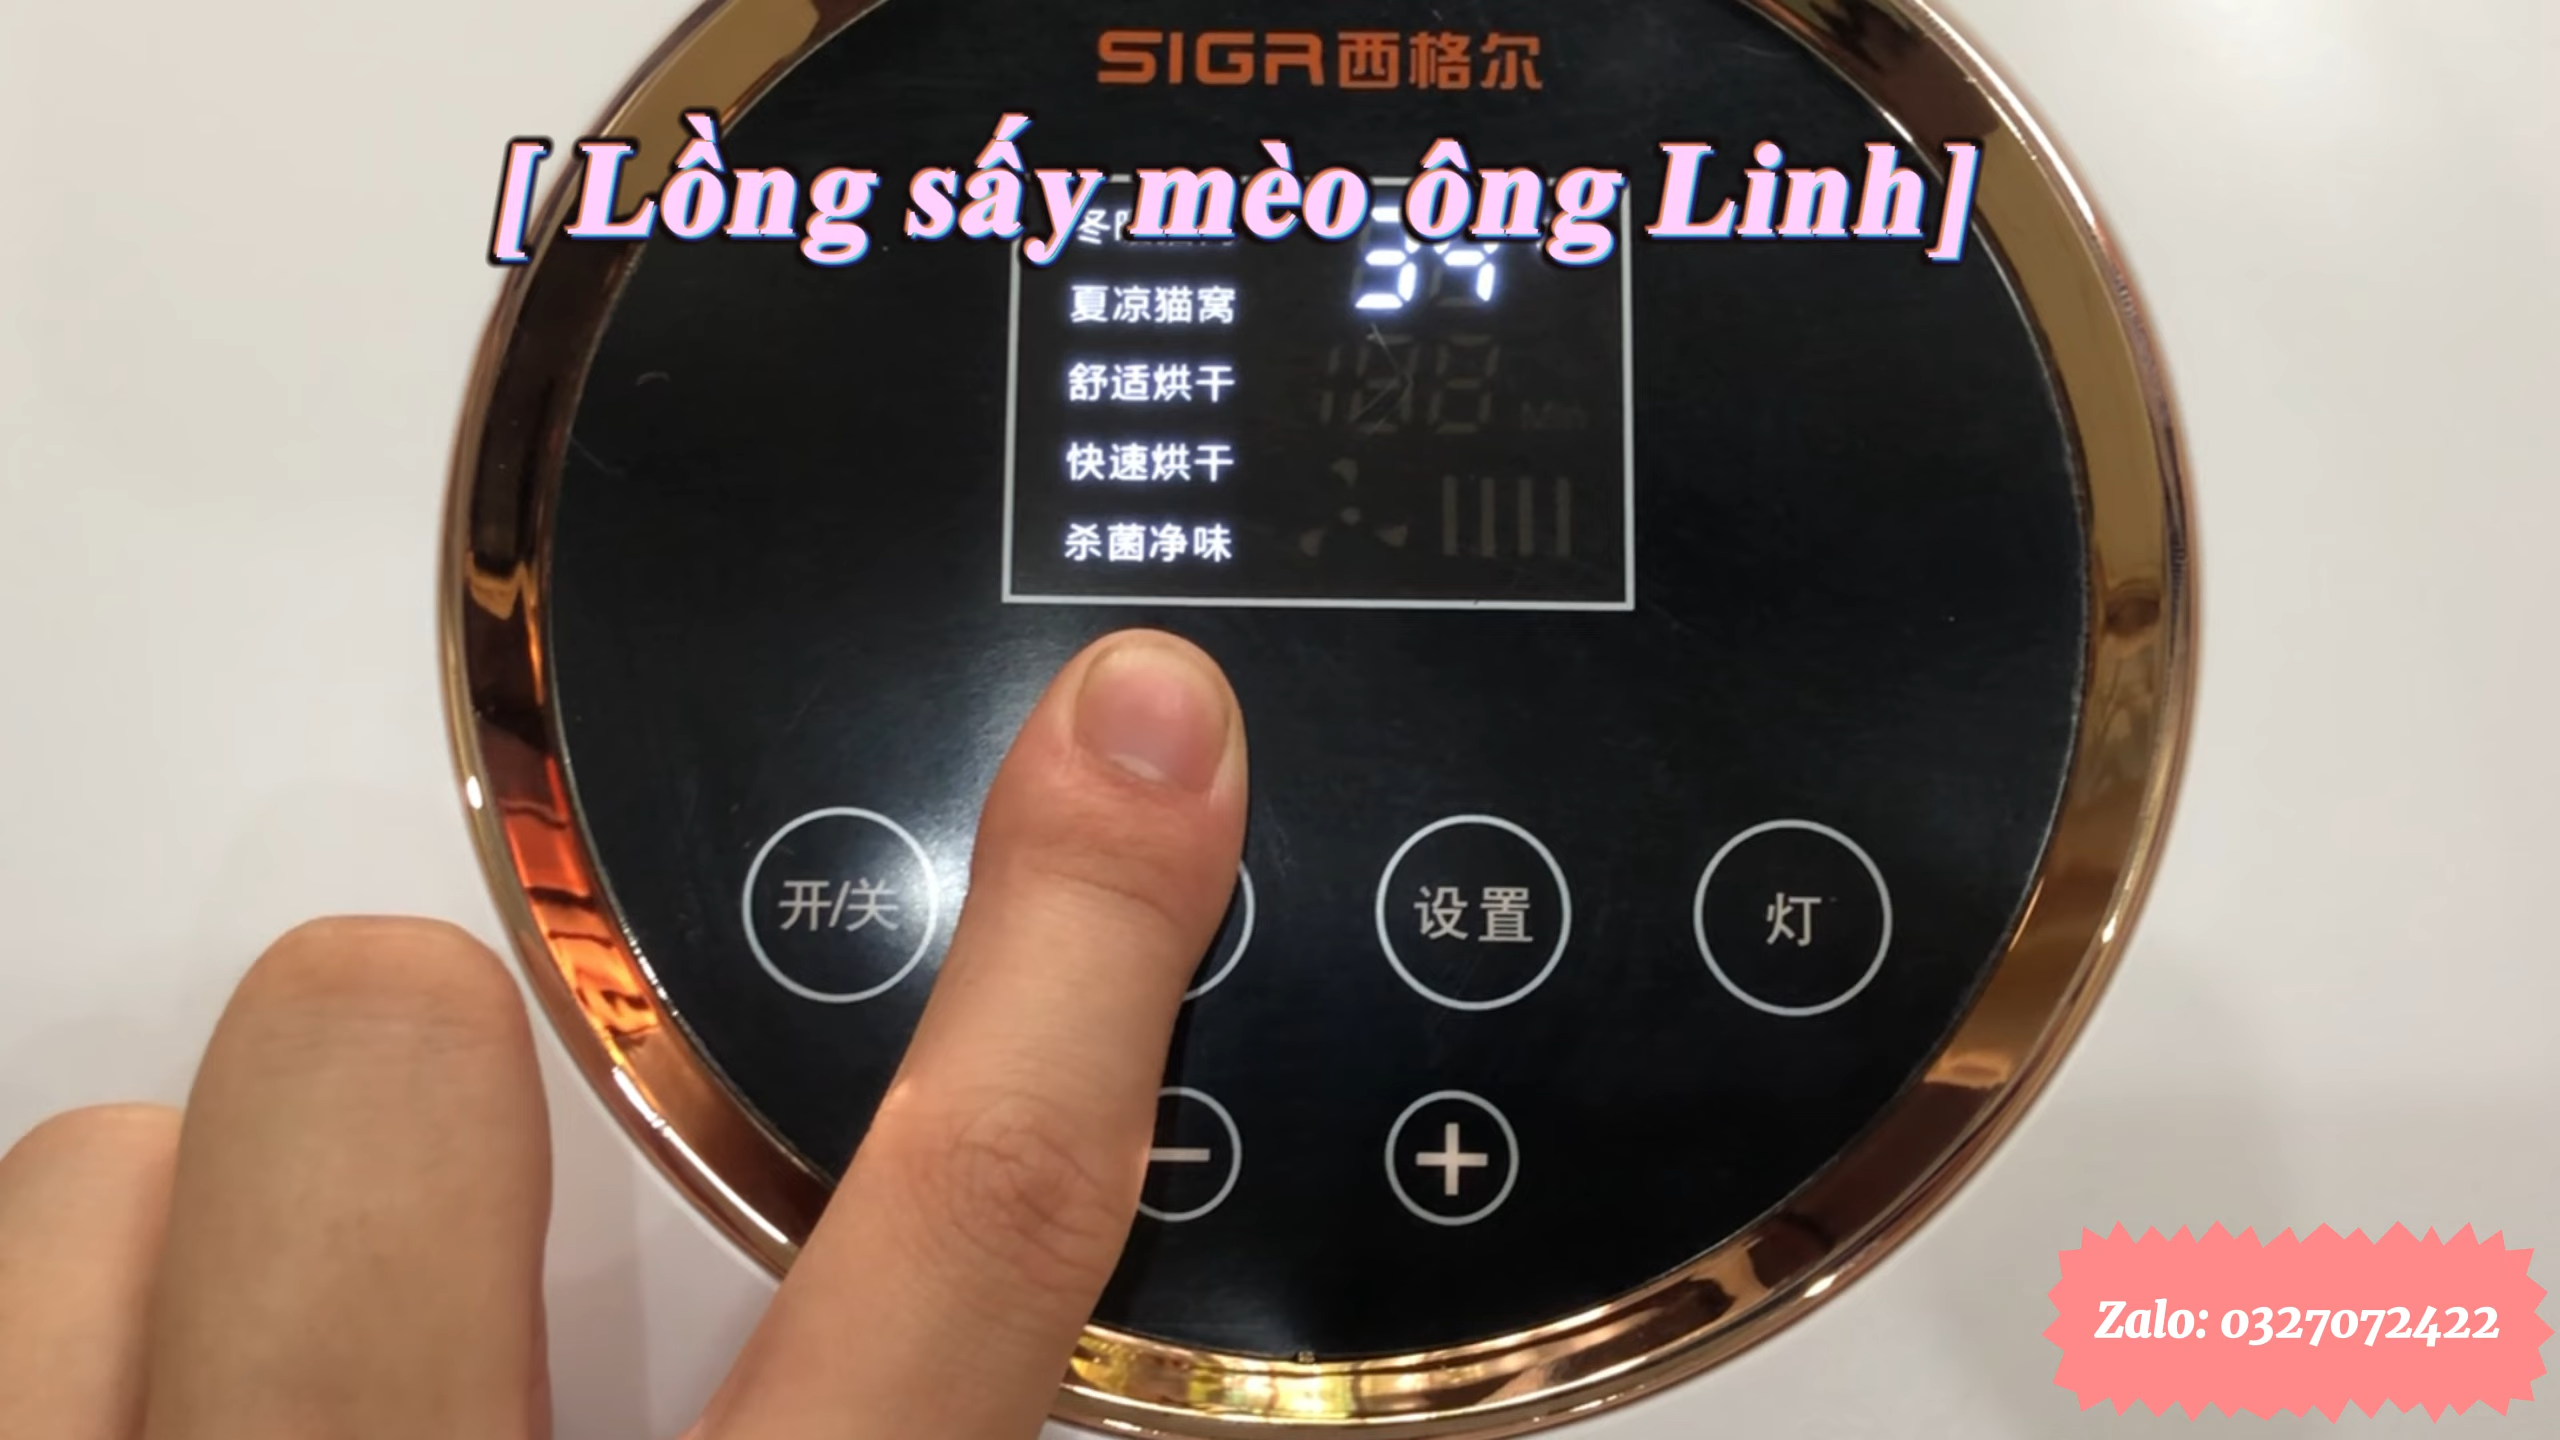 SIGR西格尔
[ Lồng sấy mèo ông Linh]
夏凉猫窝
舒适烘干
快速烘干
杀菌净味
开/关
设置
灯
−
+
Zalo: 0327072422